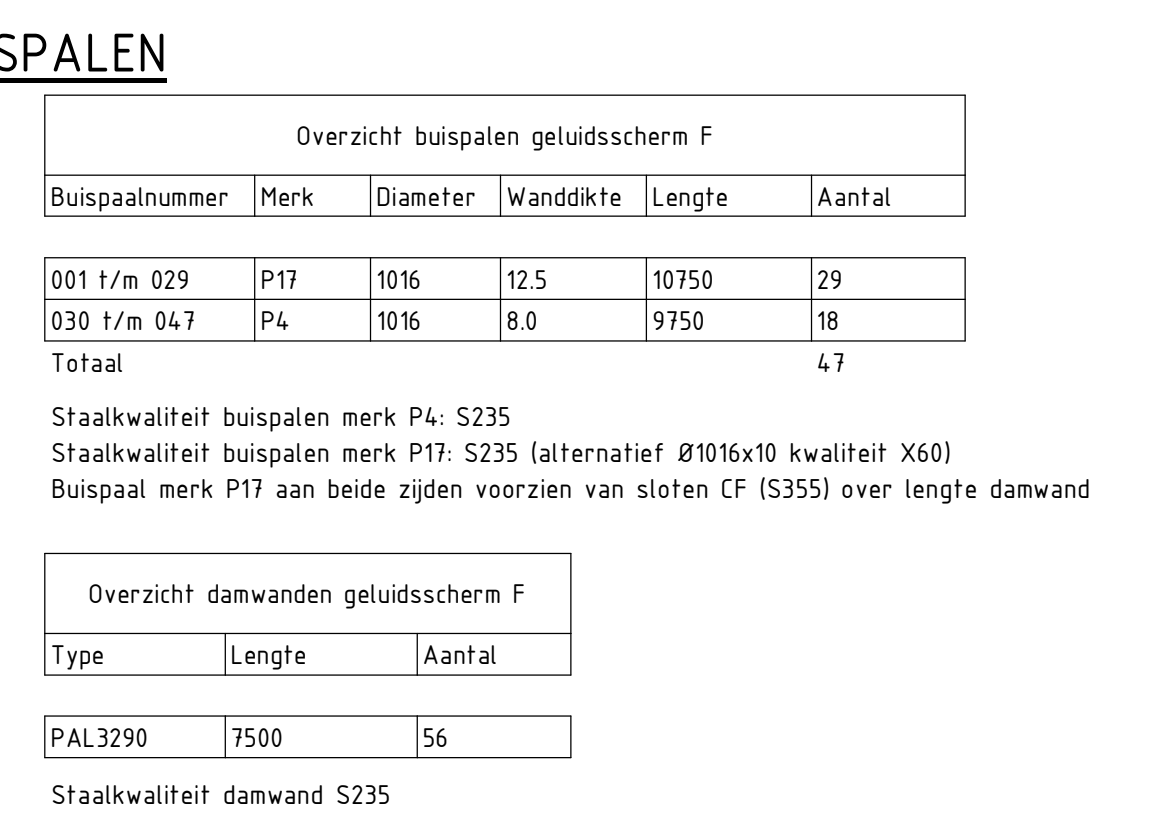 SPALEN
Overzicht buispalen geluidsscherm F
Buispaalnummer Merk Diameter Wanddikte Lengte Aantal
001 t/m 029 P17 1016 12.5 10750 29
030 t/m 047 P4 1016 8.0 9750 18
Totaal 47
Staalkwaliteit buispalen merk P4: S235
Staalkwaliteit buispalen merk P17: S235 (alternatief Ø1016x10 kwaliteit X60)
Buispaal merk P17 aan beide zijden voorzien van sloten CF (S355) over lengte damwand
Overzicht damwanden geluidsscherm F
Type Lengte Aantal
PAL3290 7500 56
Staalkwaliteit damwand S235